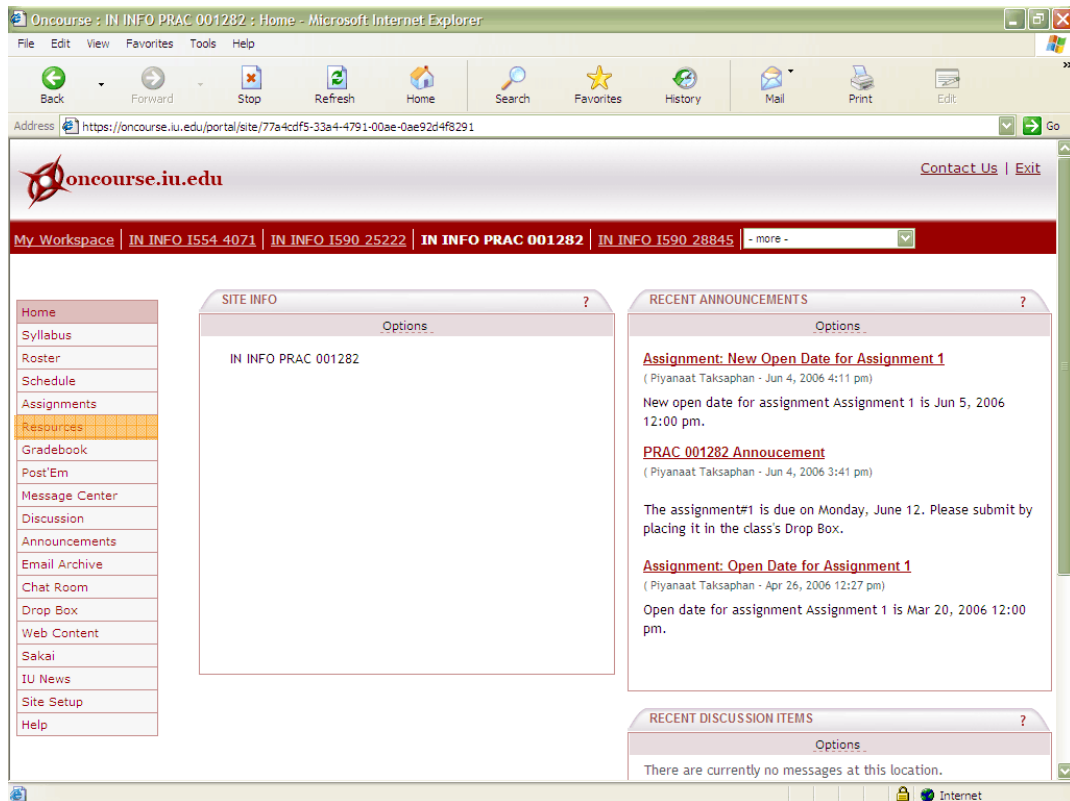 Oncourse : IN INFO PRAC 001282 : Home - Microsoft Internet Explorer
File Edit View Favorites Tools Help
Back Forward Stop Refresh Home Search Favorites History Mail Print Edit
Address https://oncourse.iu.edu/portal/site/77a4cdf5-33a4-4791-00ae-0ae92d4f8291 Go
oncourse.iu.edu
Contact Us | Exit
My Workspace | IN INFO I554 4071 | IN INFO I590 25222 | IN INFO PRAC 001282 | IN INFO I590 28845 | - more -
Home
Syllabus
Roster
Schedule
Assignments
Resources
Gradebook
Post'Em
Message Center
Discussion
Announcements
Email Archive
Chat Room
Drop Box
Web Content
Sakai
IU News
Site Setup
Help
SITE INFO ?
Options
IN INFO PRAC 001282
RECENT ANNOUNCEMENTS ?
Options
Assignment: New Open Date for Assignment 1
( Piyanaat Taksaphan - Jun 4, 2006 4:11 pm)
New open date for assignment Assignment 1 is Jun 5, 2006
12:00 pm.
PRAC 001282 Annoucement
( Piyanaat Taksaphan - Jun 4, 2006 3:41 pm)
The assignment#1 is due on Monday, June 12. Please submit by
placing it in the class's Drop Box.
Assignment: Open Date for Assignment 1
( Piyanaat Taksaphan - Apr 26, 2006 12:27 pm)
Open date for assignment Assignment 1 is Mar 20, 2006 12:00
pm.
RECENT DISCUSSION ITEMS ?
Options
There are currently no messages at this location.
Internet